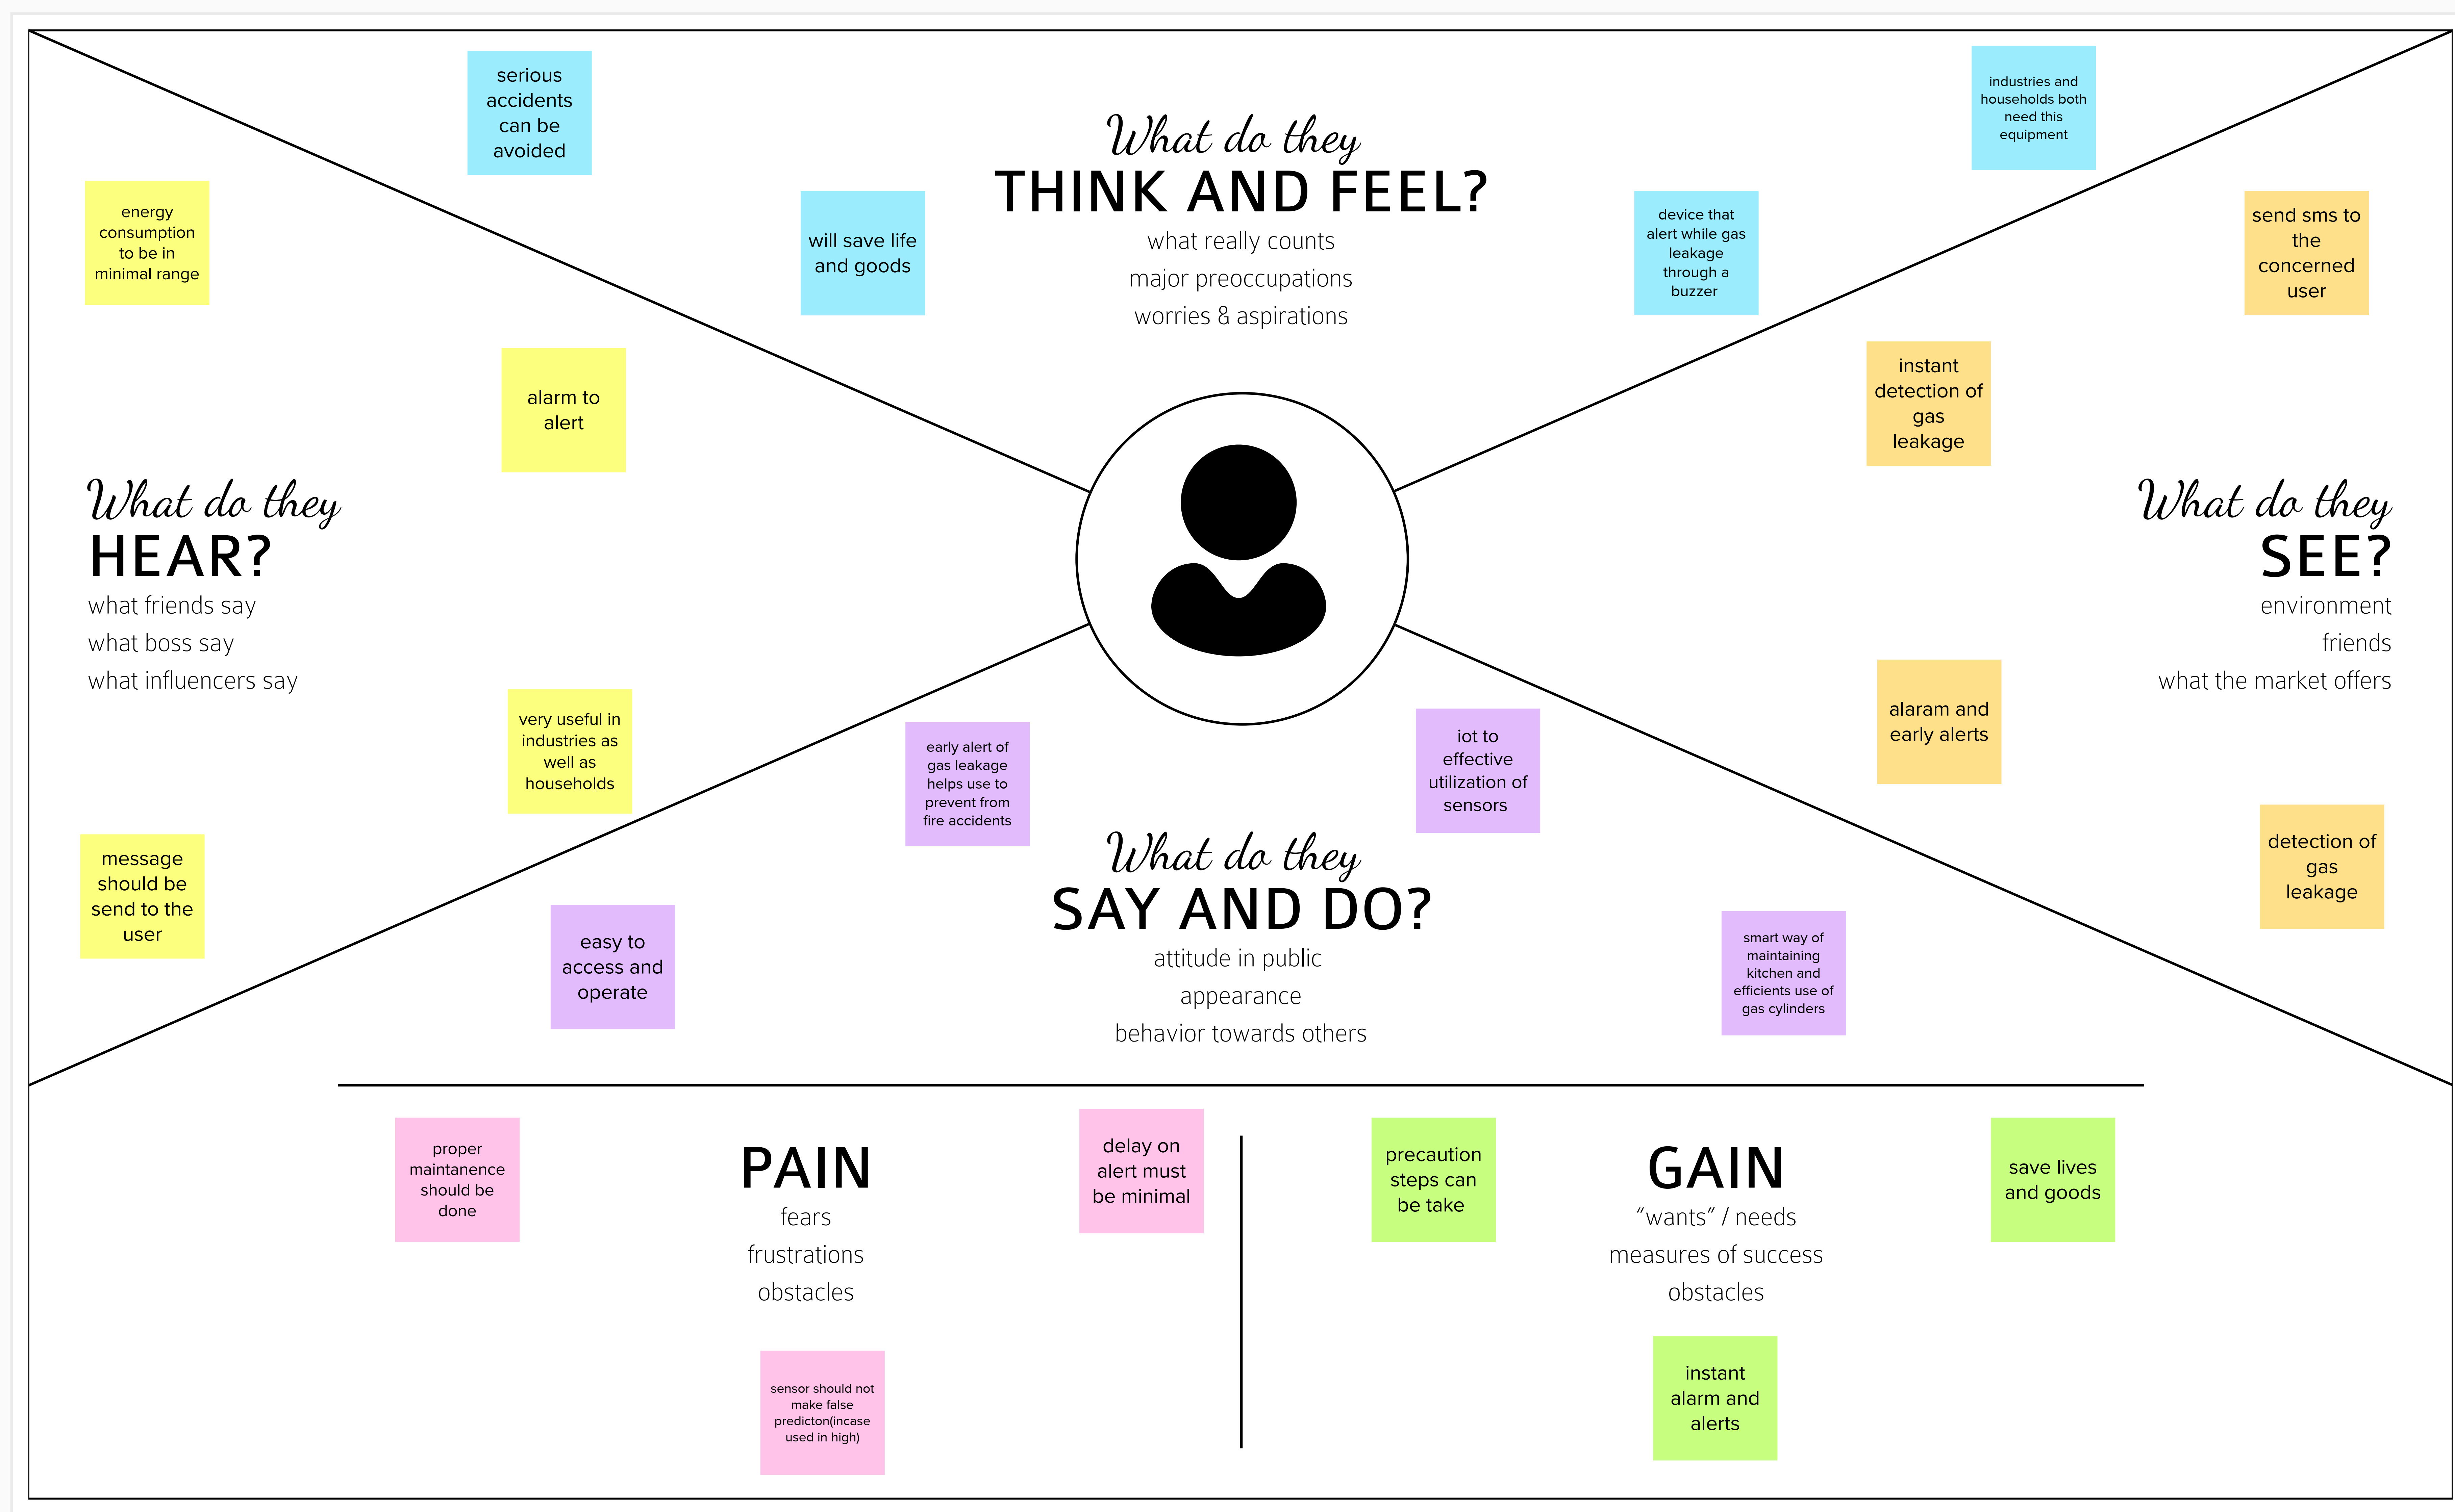 serious
accidents
can be
avoided
will save life
and goods
What do they
THINK AND FEEL?
what really counts
major preoccupations
worries & aspirations
device that
alert while gas
leakage
through a
buzzer
industries and
households both
need this
equipment
energy
consumption
to be in
minimal range
alarm to
alert
What do they
HEAR?
what friends say
what boss say
what influencers say
very useful in
industries as
well as
households
message
should be
send to the
user
send sms to
the
concerned
user
instant
detection of
gas
leakage
What do they
SEE?
environment
friends
what the market offers
alaram and
early alerts
detection of
gas
leakage
early alert of
gas leakage
helps use to
prevent from
fire accidents
iot to
effective
utilization of
sensors
What do they
SAY AND DO?
attitude in public
appearance
behavior towards others
easy to
access and
operate
smart way of
maintaining
kitchen and
efficients use of
gas cylinders
proper
maintanence
should be
done
PAIN
fears
frustrations
obstacles
delay on
alert must
be minimal
sensor should not
make false
predicton(incase
used in high)
precaution
steps can
be take
GAIN
“wants” / needs
measures of success
obstacles
save lives
and goods
instant
alarm and
alerts